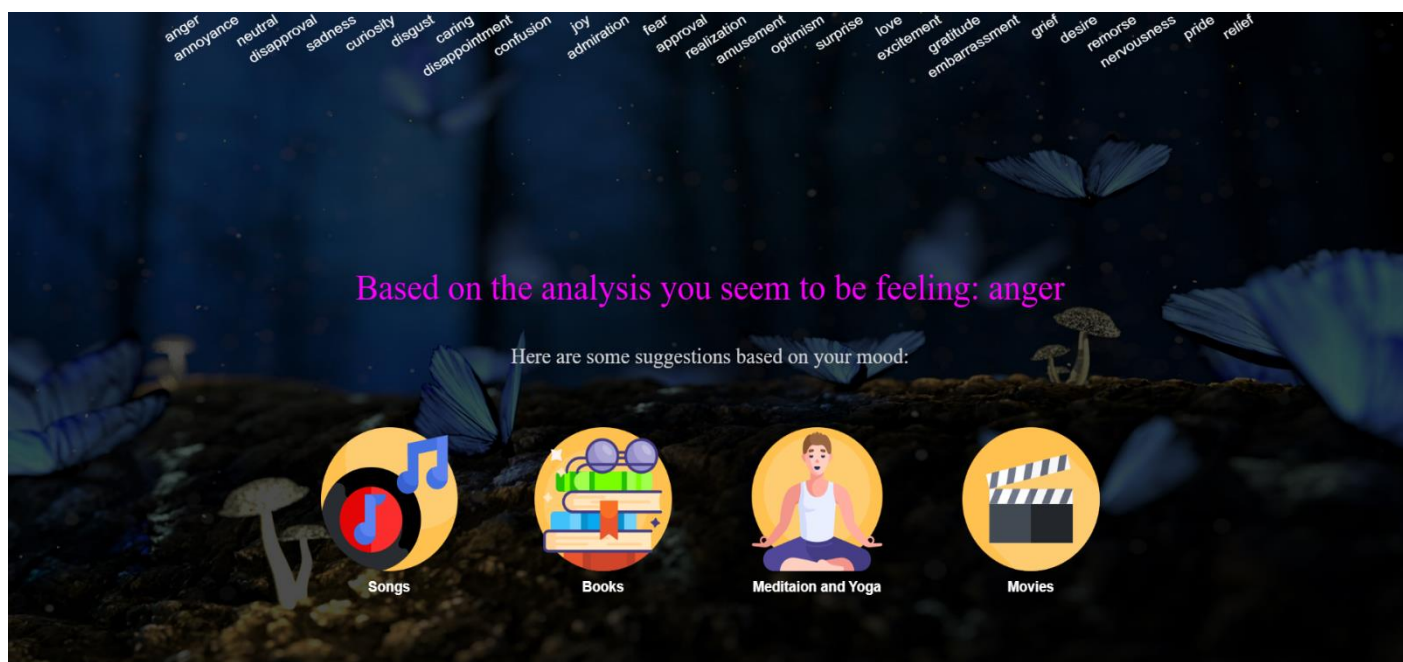 anger annoyance neutral disapproval sadness curiosity disgust caring disappointment confusion joy admiration fear approval realization amusement optimism surprise love excitement gratitude embarrassment grief desire remorse nervousness pride relief
Based on the analysis you seem to be feeling: anger
Here are some suggestions based on your mood:
Songs Books Meditaion and Yoga Movies